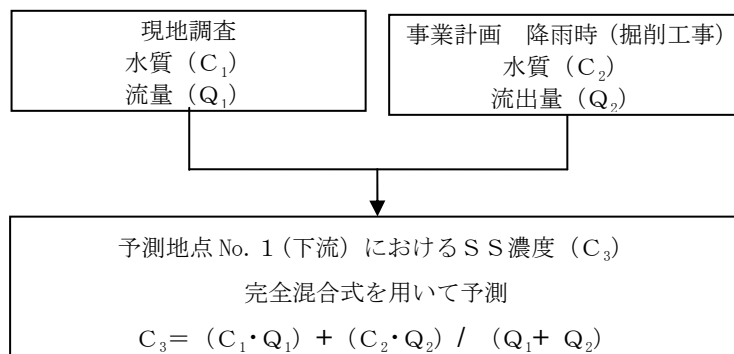 現地調査
水質（C₁）
流量（Q₁）
事業計画　降雨時（掘削工事）
水質（C₂）
流出量（Q₂）
予測地点 No. 1（下流）におけるＳＳ濃度（C₃）
完全混合式を用いて予測
C₃＝（C₁・Q₁）＋（C₂・Q₂）/（Q₁＋ Q₂）